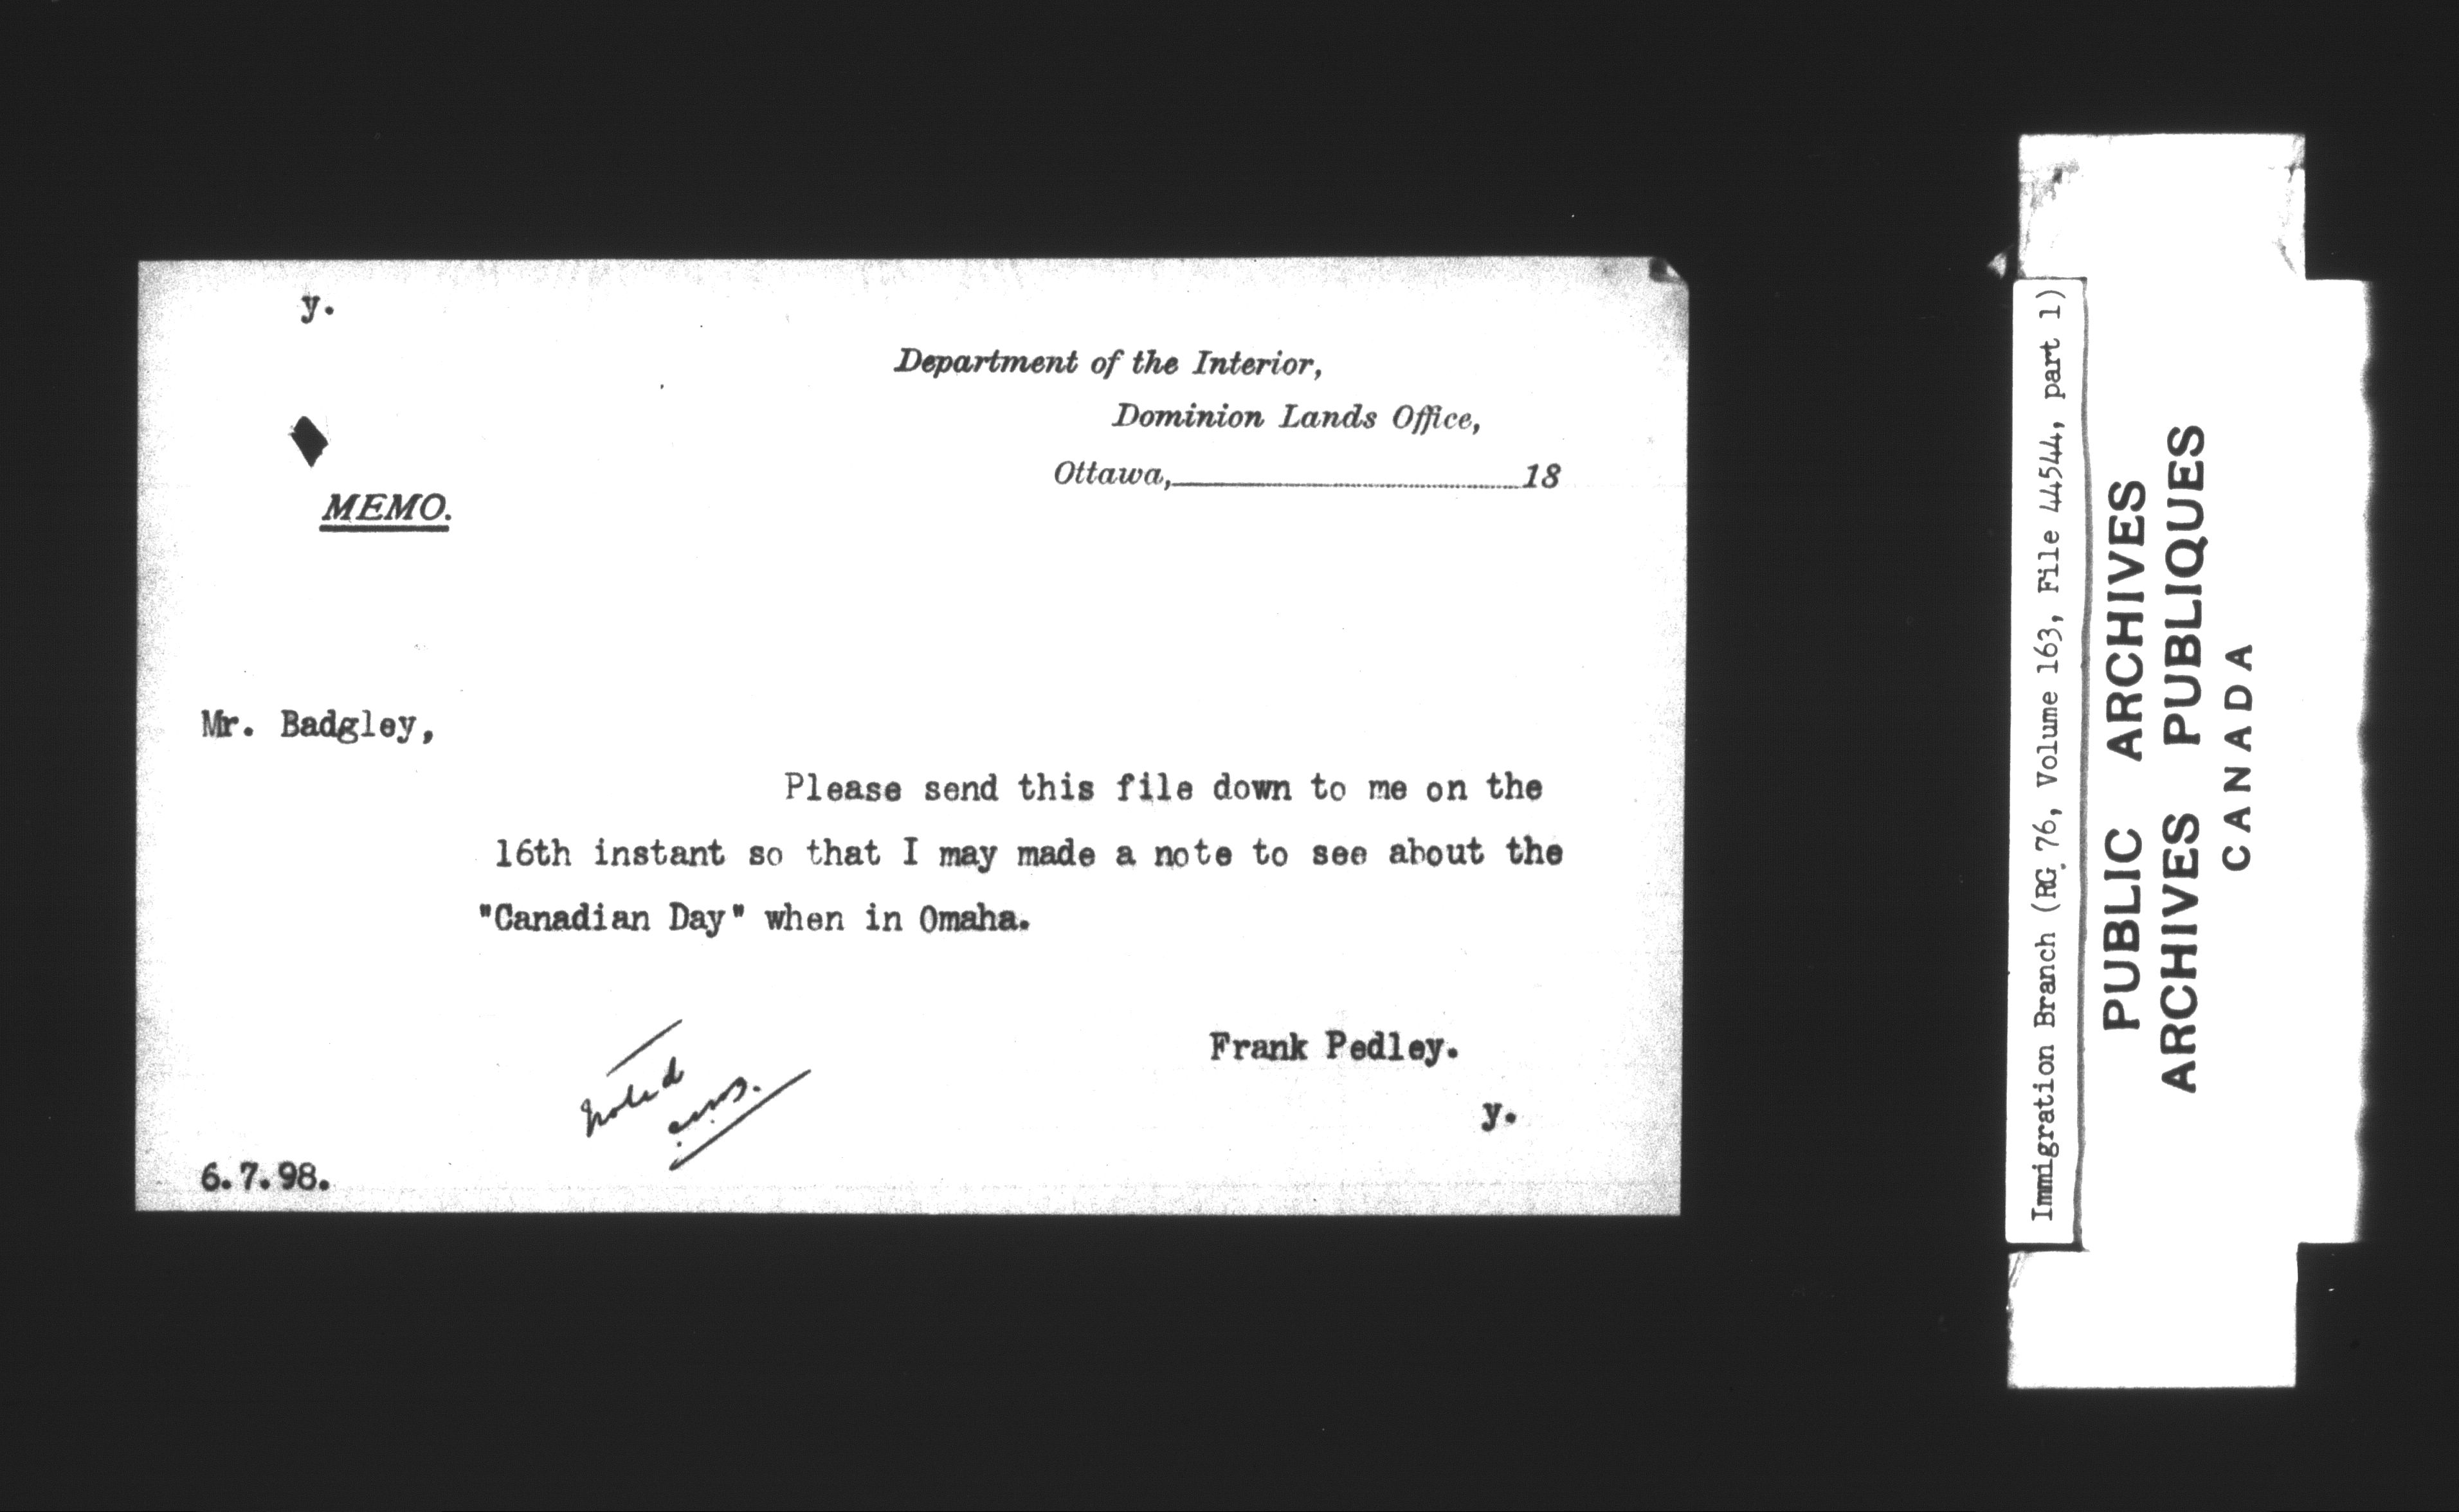 y.
Department of the Interior,
Dominion Lands Office,
Ottawa, 18
MEMO.
Mr. Badgley,
Please send this file down to me on the
16th instant so that I may made a note to see about the
"Canadian Day" when in Omaha.
Frank Pedley.
y.
noted
6.7.98.
Immigration Branch (RG 76, Volume 163, File 44544, part 1)
PUBLIC ARCHIVES
ARCHIVES PUBLIQUES
CANADA